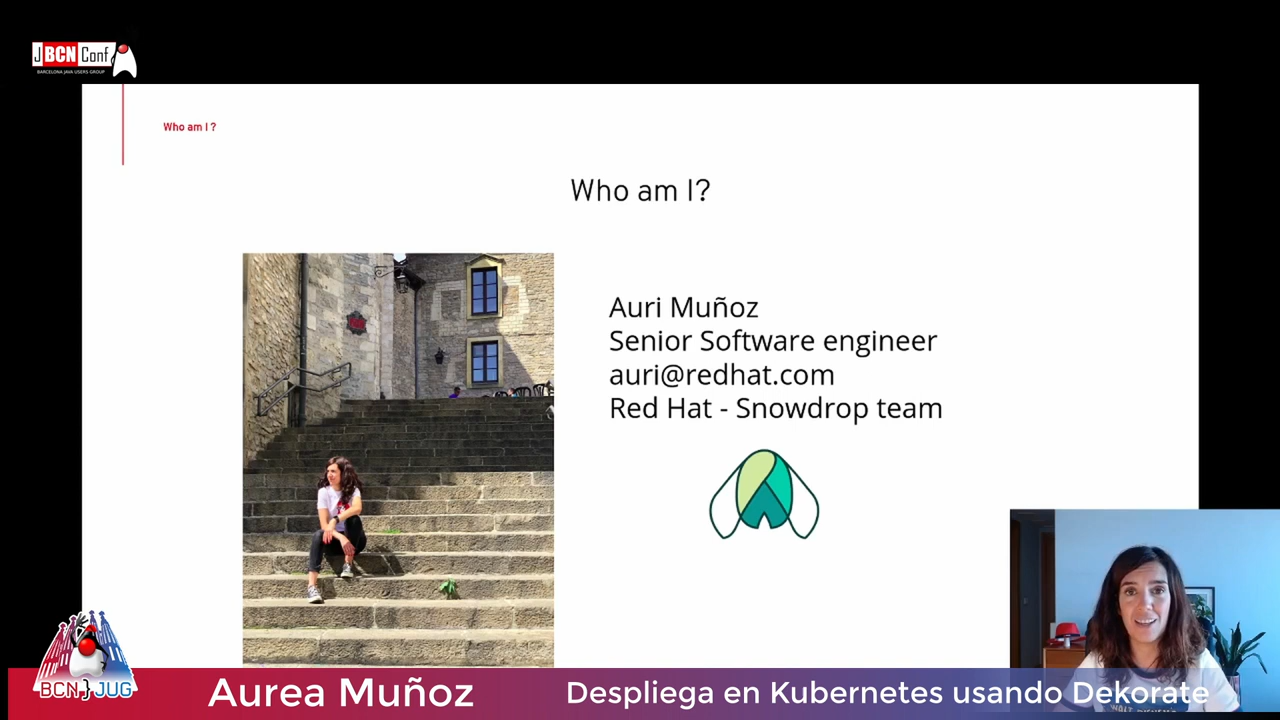 JBCNConf
BARCELONA JAVA USERS GROUP
Who am I ?
Who am I?
Auri Muñoz
Senior Software engineer
auri@redhat.com
Red Hat - Snowdrop team
BCN JUG
Aurea Muñoz
Despliega en Kubernetes usando Dekorate